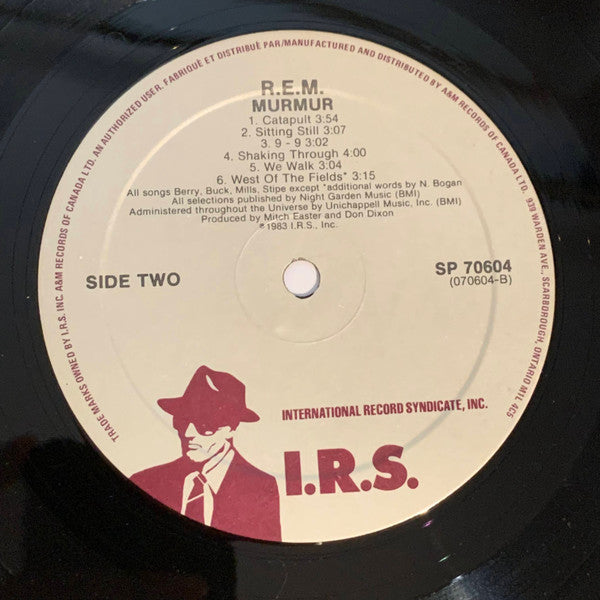 TRADE MARKS OWNED BY I.R.S. INC. A&M RECORDS OF CANADA LTD. AN AUTHORIZED USER. FABRIQUÉ ET DISTRIBUÉ PAR/MANUFACTURED AND DISTRIBUTED BY A&M RECORDS OF CANADA LTD. 939 WARDEN AVE., SCARBOROUGH, ONTARIO M1L 4C5
R.E.M.
MURMUR
1. Catapult 3:54
2. Sitting Still 3:07
3. 9 - 9 3:02
4. Shaking Through 4:00
5. We Walk 3:04
6. West Of The Fields* 3:15
All songs Berry, Buck, Mills, Stipe except *additional words by N. Bogan
All selections published by Night Garden Music (BMI)
Administered throughout the Universe by Unichappell Music, Inc. (BMI)
Produced by Mitch Easter and Don Dixon
℗ 1983 I.R.S., Inc.
SIDE TWO
SP 70604
(070604-B)
INTERNATIONAL RECORD SYNDICATE, INC.
I.R.S.